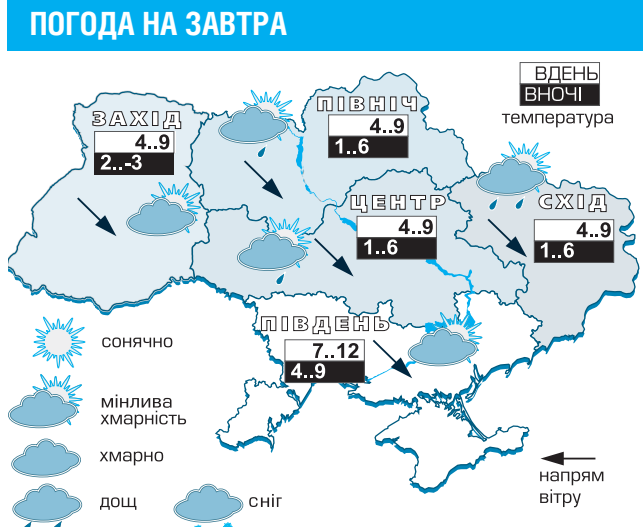 ПОГОДА НА ЗАВТРА
ВДЕНЬ
ВНОЧІ
температура
ЗАХІД
4..9
2..-3
ПІВНІЧ
4..9
1..6
ЦЕНТР
4..9
1..6
СХІД
4..9
1..6
ПІВДЕНЬ
7..12
4..9
сонячно
мінлива
хмарність
хмарно
дощ
сніг
напрям
вітру